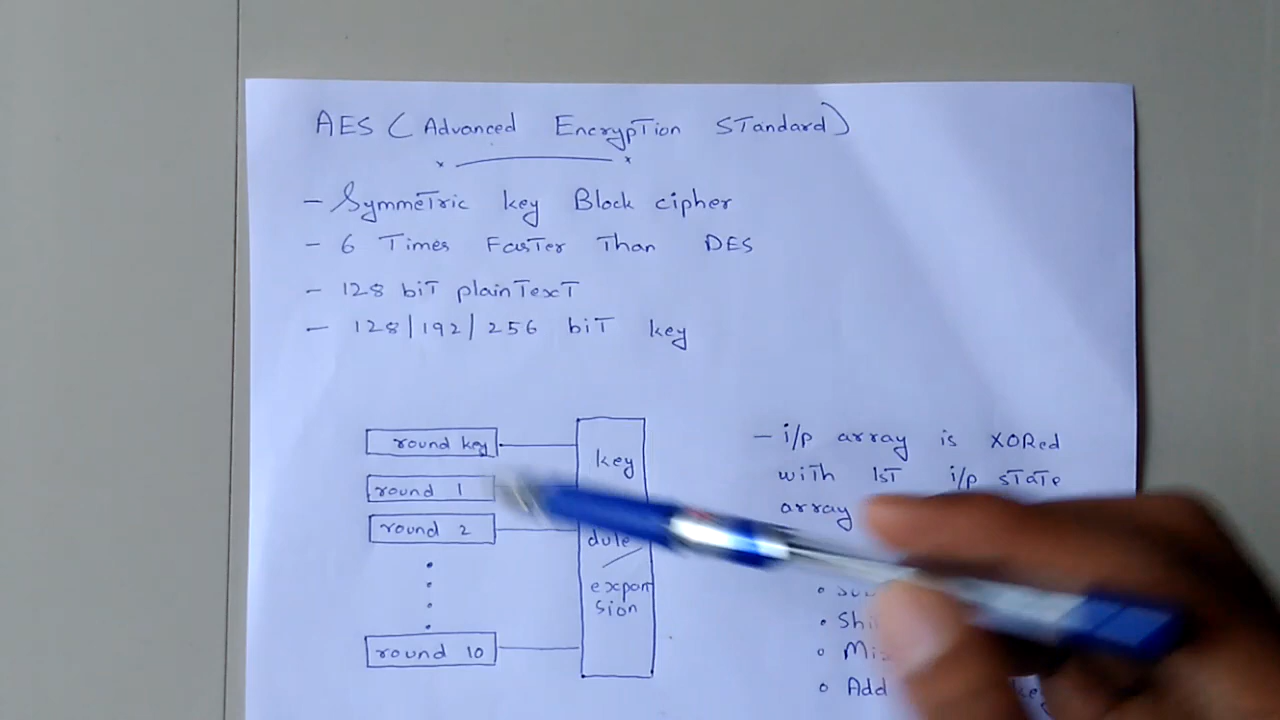 AES (Advanced Encryption Standard)
- Symmetric key Block cipher
- 6 Times Faster Than DES
- 128 bit plainText
- 128/192/256 bit key
round key
round 1
round 2
round 10
key
dule
/
expan
sion
- i/p array is XORed
with 1st i/p state
array
• Shi
• Mi
• Add